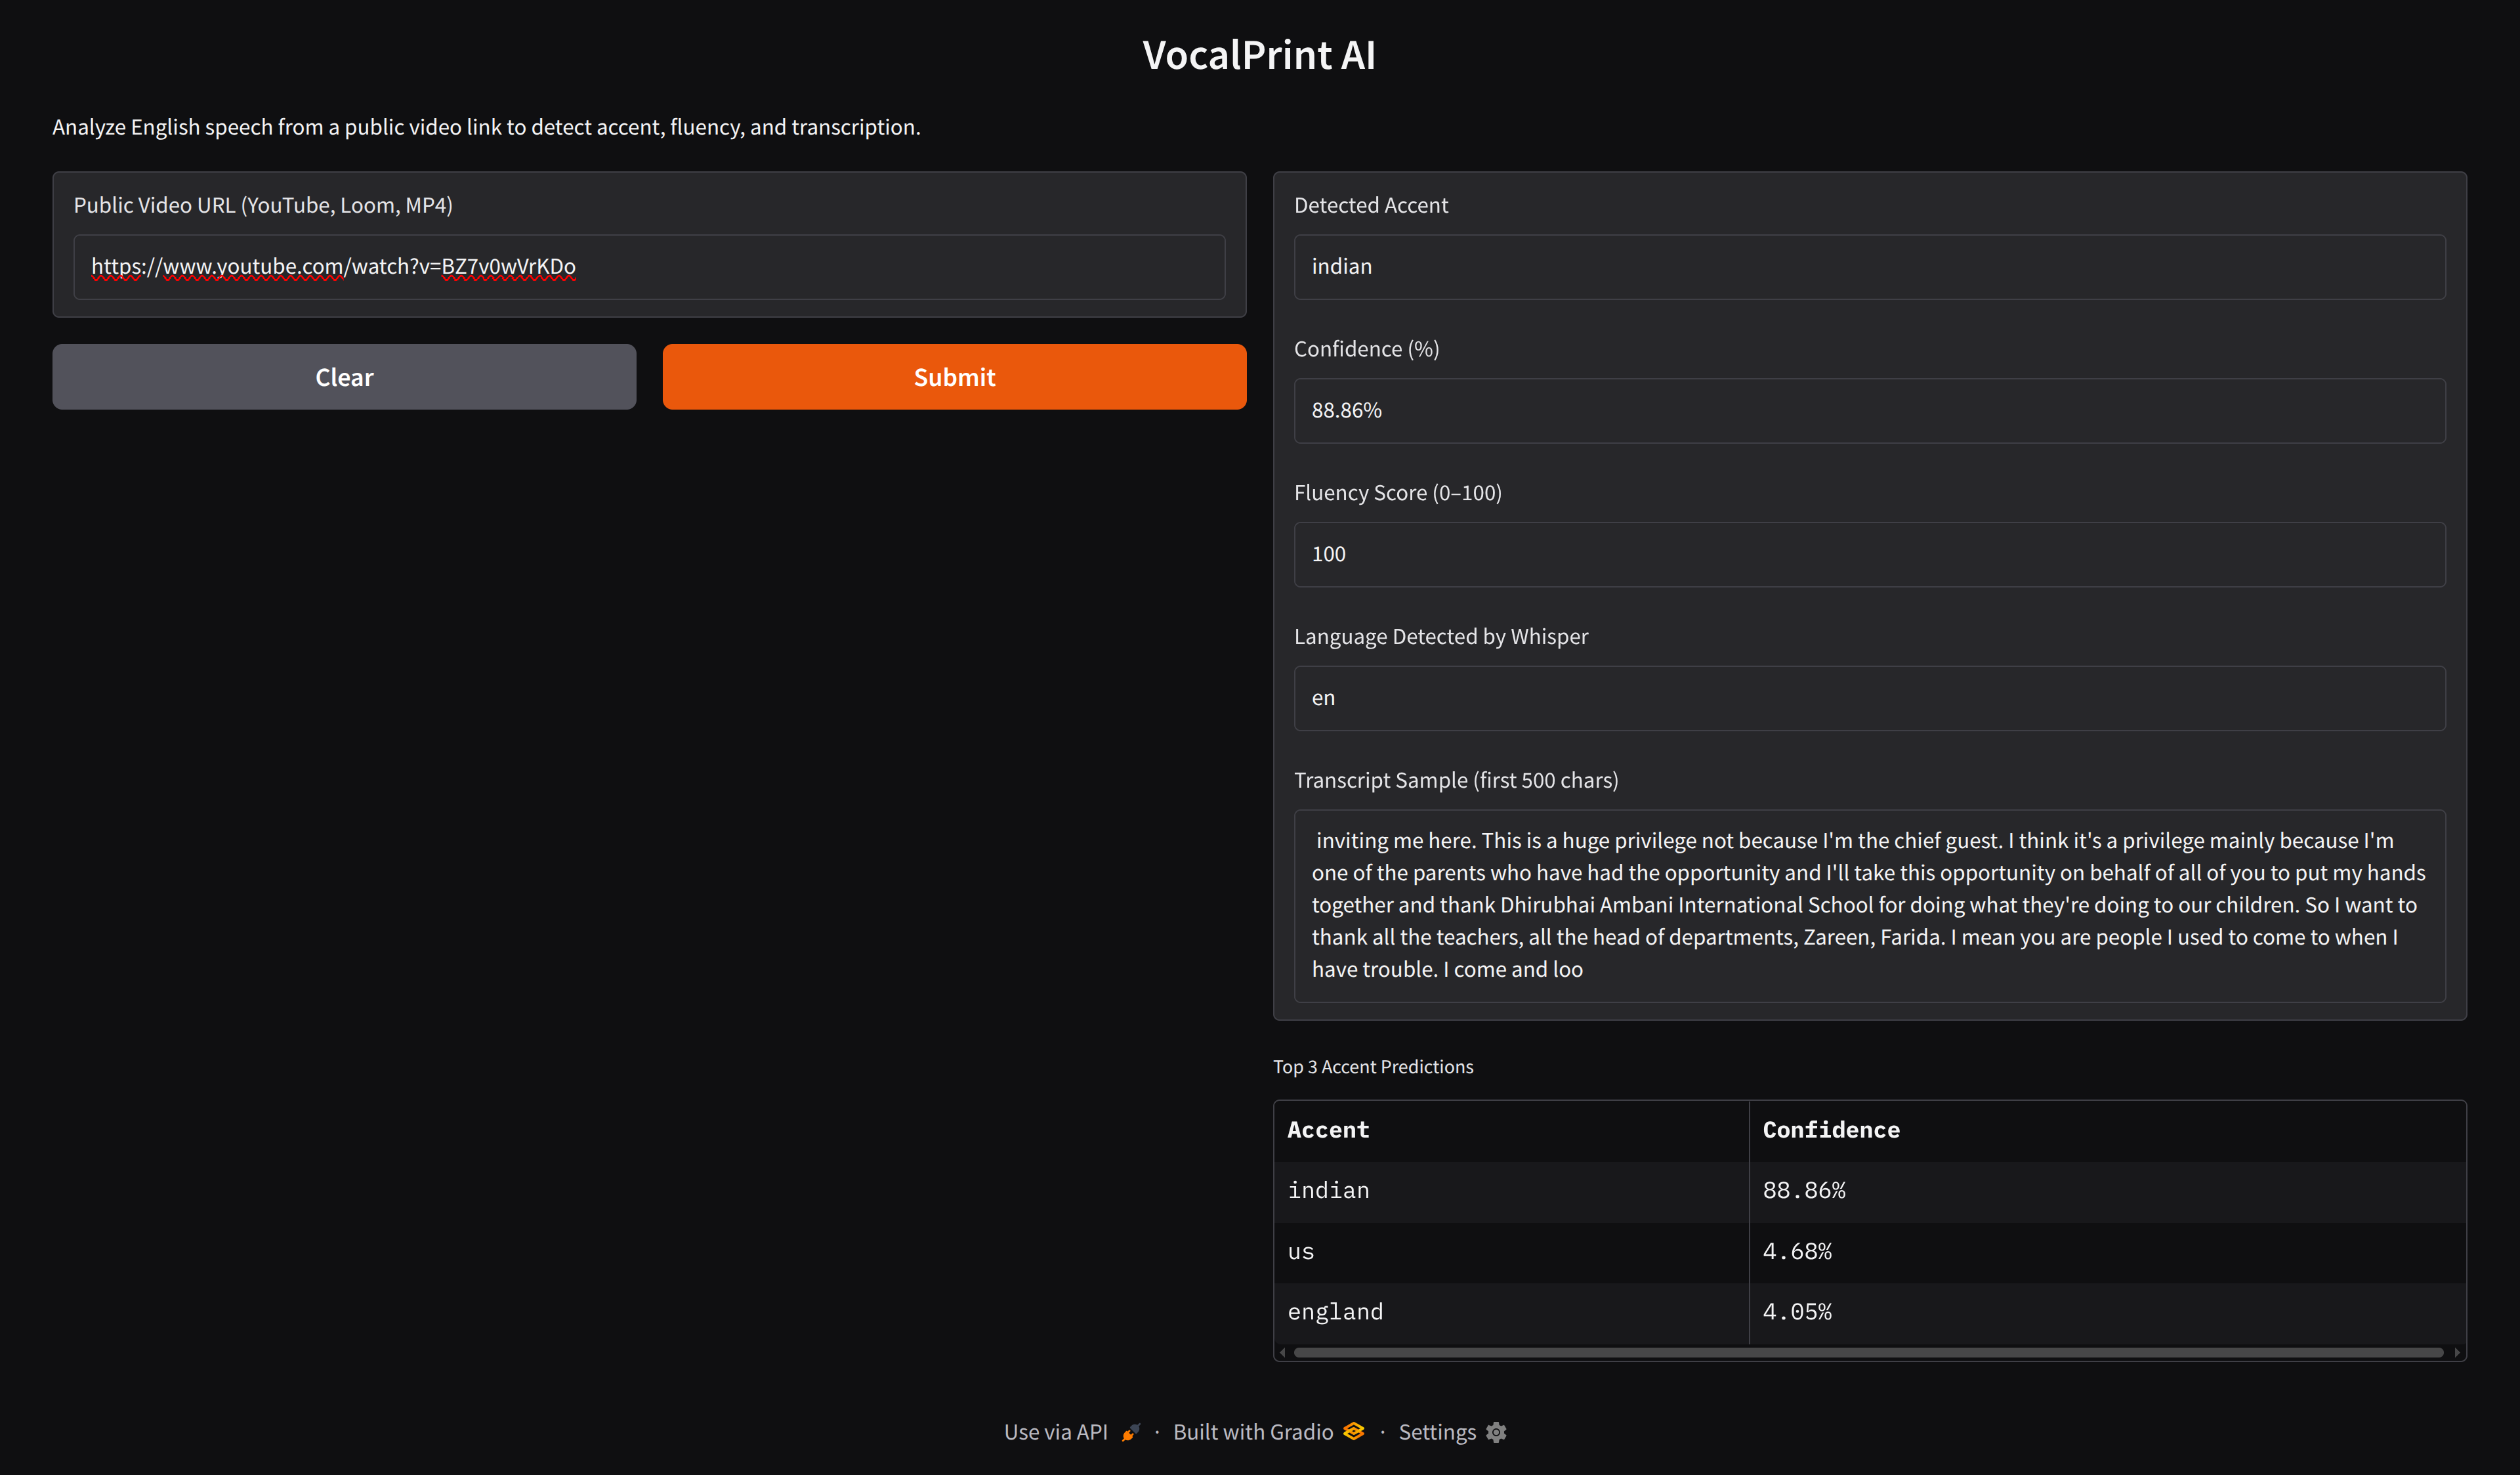 VocalPrint AI
Analyze English speech from a public video link to detect accent, fluency, and transcription.
Public Video URL (YouTube, Loom, MP4)
https://www.youtube.com/watch?v=BZ7v0wVrKDo
Clear
Submit
Detected Accent
indian
Confidence (%)
88.86%
Fluency Score (0–100)
100
Language Detected by Whisper
en
Transcript Sample (first 500 chars)
inviting me here. This is a huge privilege not because I'm the chief guest. I think it's a privilege mainly because I'm
one of the parents who have had the opportunity and I'll take this opportunity on behalf of all of you to put my hands
together and thank Dhirubhai Ambani International School for doing what they're doing to our children. So I want to
thank all the teachers, all the head of departments, Zareen, Farida. I mean you are people I used to come to when I
have trouble. I come and loo
Top 3 Accent Predictions
Accent Confidence
indian 88.86%
us 4.68%
england 4.05%
Use via API · Built with Gradio · Settings